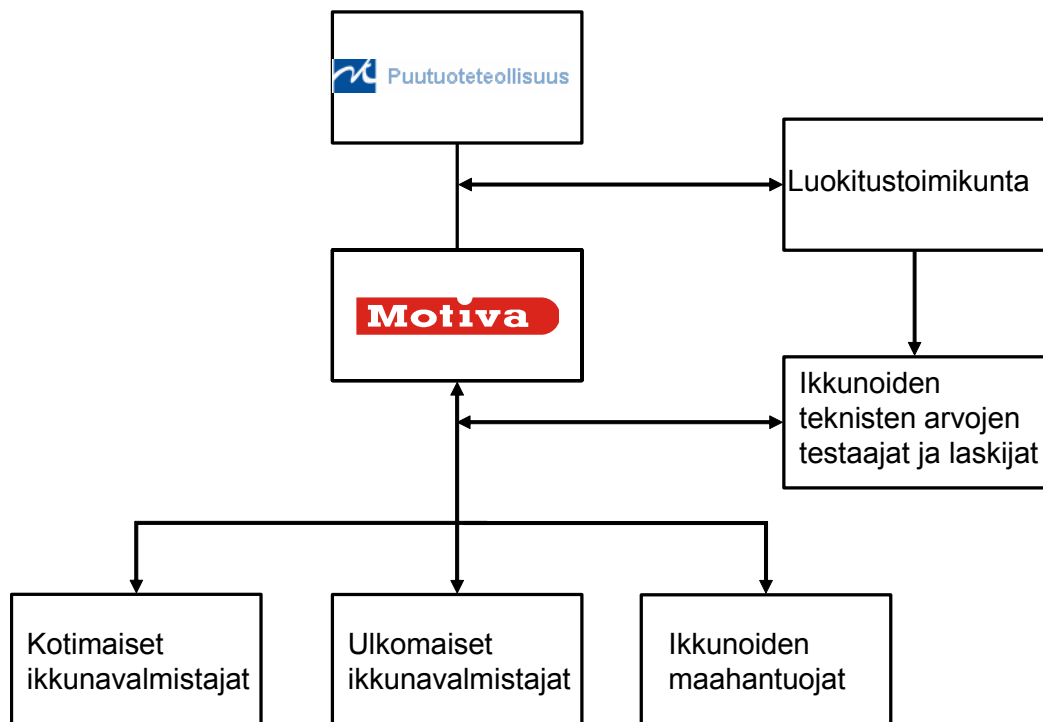 Puutuoteteollisuus
Luokitustoimikunta
Motiva
Ikkunoiden
teknisten arvojen
testaajat ja laskijat
Kotimaiset
ikkunavalmistajat
Ulkomaiset
ikkunavalmistajat
Ikkunoiden
maahantuojat